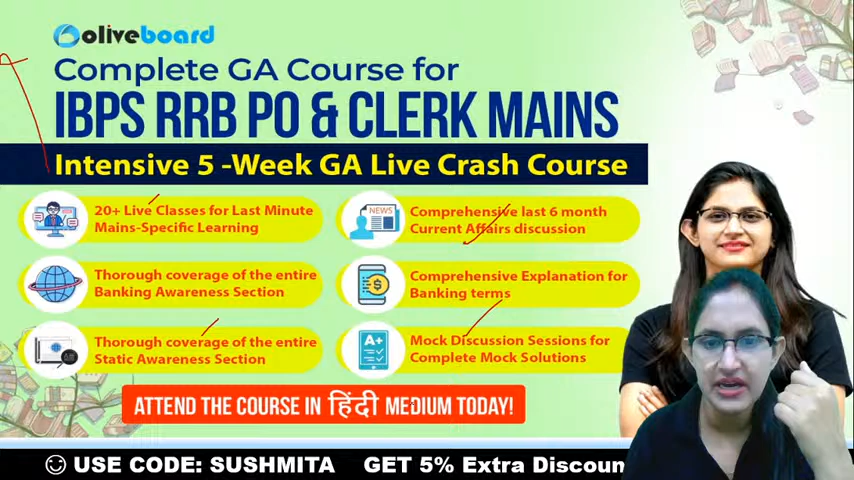 oliveboard
Complete GA Course for
IBPS RRB PO & CLERK MAINS
Intensive 5 -Week GA Live Crash Course
20+ Live Classes for Last Minute
Mains-Specific Learning
NEWS
Comprehensive last 6 month
Current Affairs discussion
Thorough coverage of the entire
Banking Awareness Section
$
Comprehensive Explanation for
Banking terms
Thorough coverage of the entire
Static Awareness Section
A+
Mock Discussion Sessions for
Complete Mock Solutions
ATTEND THE COURSE IN हिंदी MEDIUM TODAY!
USE CODE: SUSHMITA GET 5% Extra Discoun